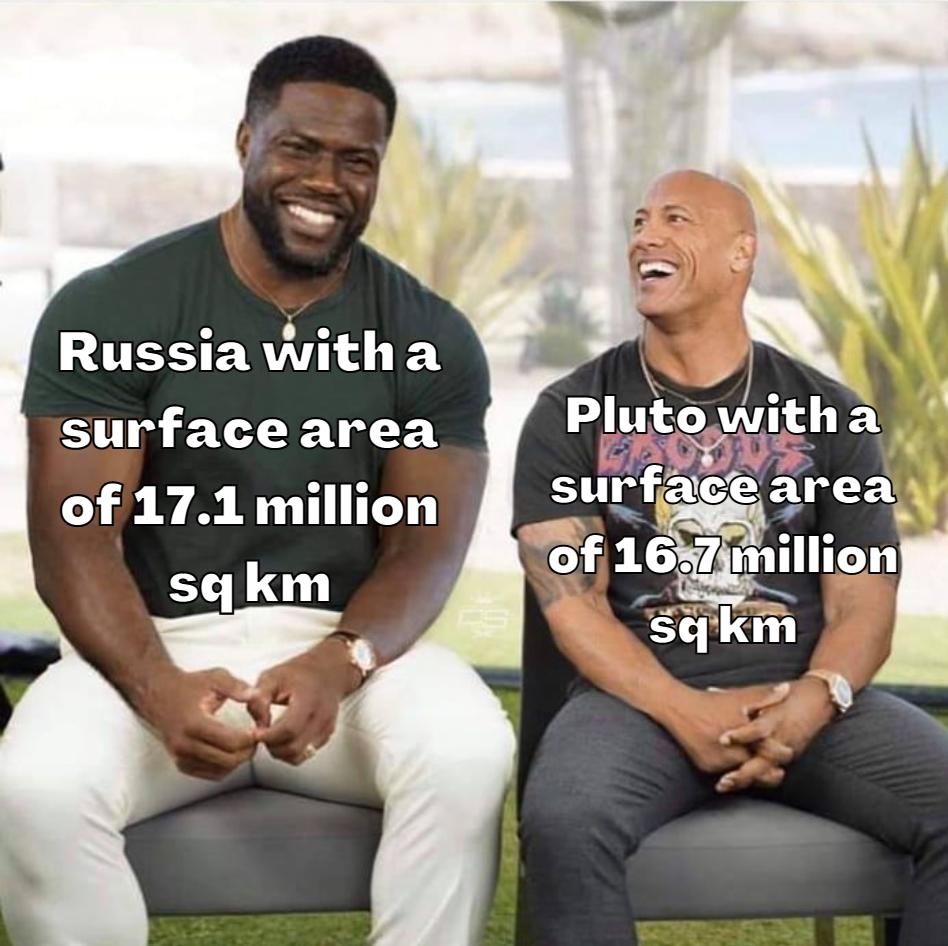 Russia with a
surface area
of 17.1 million
sq km
Pluto with a
surface area
of 16.7 million
sq km
EXODUS